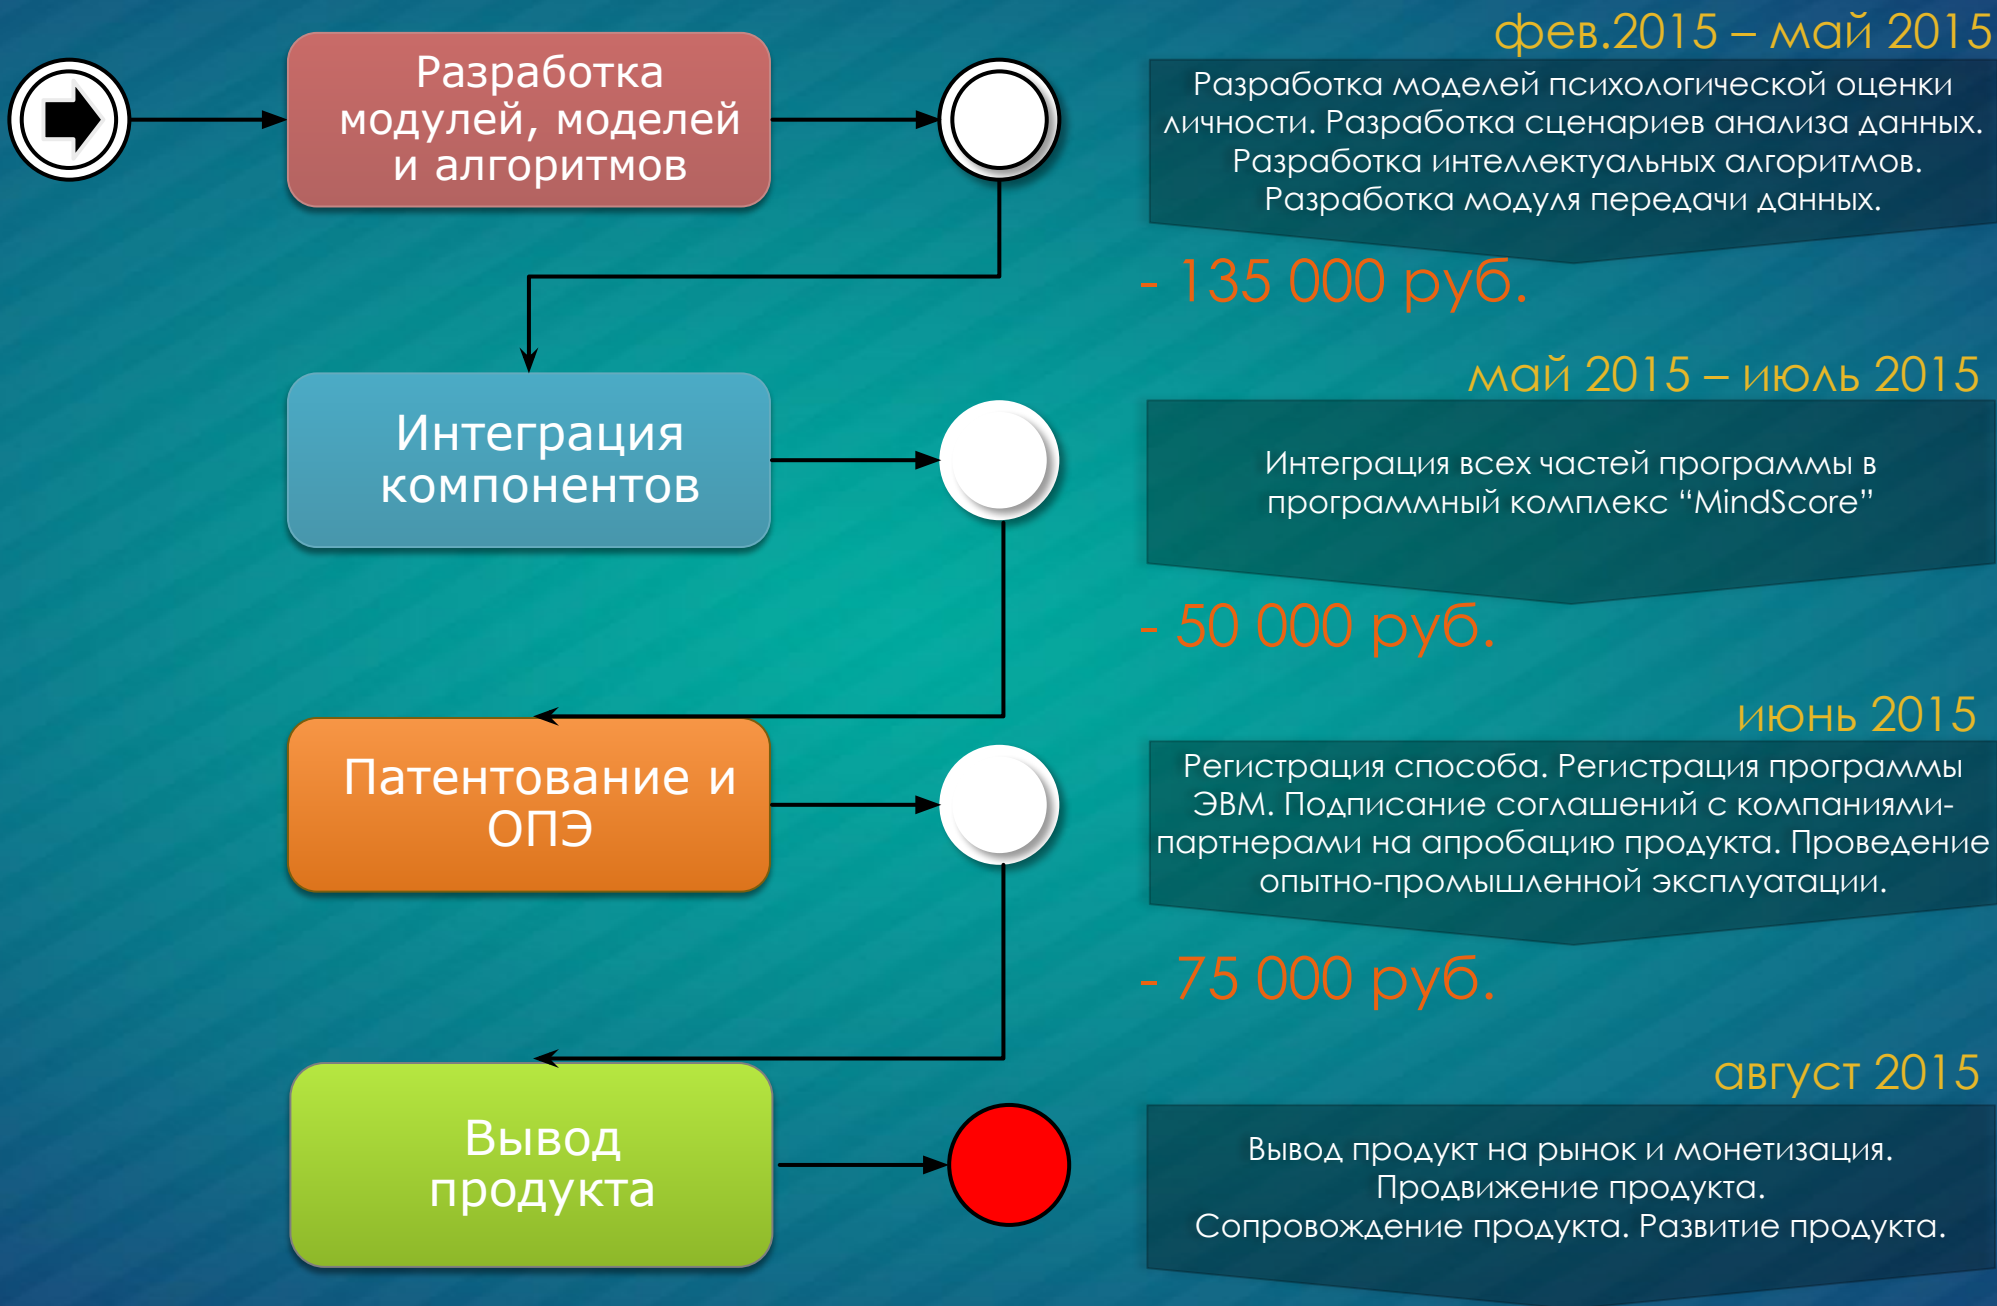 Разработка
модулей, моделей
и алгоритмов
фев.2015 – май 2015
Разработка моделей психологической оценки
личности. Разработка сценариев анализа данных.
Разработка интеллектуальных алгоритмов.
Разработка модуля передачи данных.
- 135 000 руб.
Интеграция
компонентов
май 2015 – июль 2015
Интеграция всех частей программы в
программный комплекс “MindScore”
- 50 000 руб.
Патентование и
ОПЭ
июнь 2015
Регистрация способа. Регистрация программы
ЭВМ. Подписание соглашений с компаниями-
партнерами на апробацию продукта. Проведение
опытно-промышленной эксплуатации.
- 75 000 руб.
Вывод
продукта
август 2015
Вывод продукт на рынок и монетизация.
Продвижение продукта.
Сопровождение продукта. Развитие продукта.